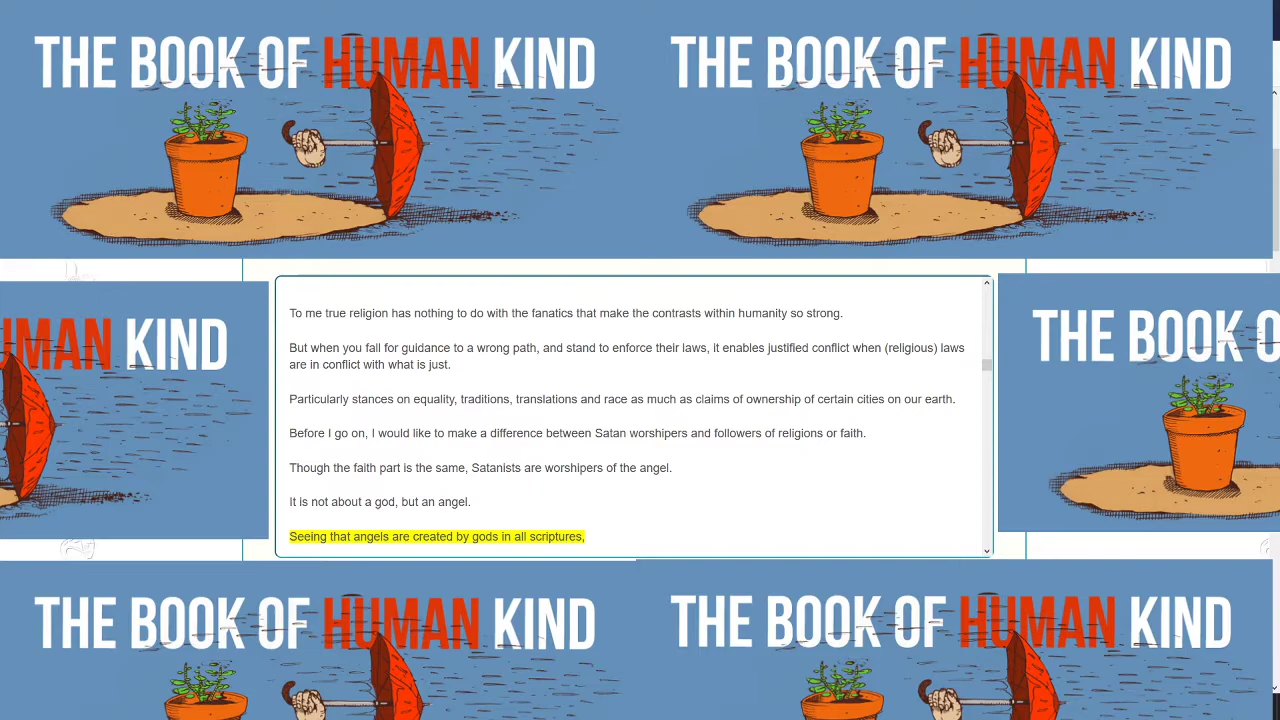 THE BOOK OF HUMAN KIND
THE BOOK OF HUMAN KIND
To me true religion has nothing to do with the fanatics that make the contrasts within humanity so strong.
But when you fall for guidance to a wrong path, and stand to enforce their laws, it enables justified conflict when (religious) laws
are in conflict with what is just.
Particularly stances on equality, traditions, translations and race as much as claims of ownership of certain cities on our earth.
Before I go on, I would like to make a difference between Satan worshipers and followers of religions or faith.
Though the faith part is the same, Satanists are worshipers of the angel.
It is not about a god, but an angel.
Seeing that angels are created by gods in all scriptures,
HUMAN KIND
THE BOOK O
THE BOOK OF HUMAN KIND
THE BOOK OF HUMAN KIND